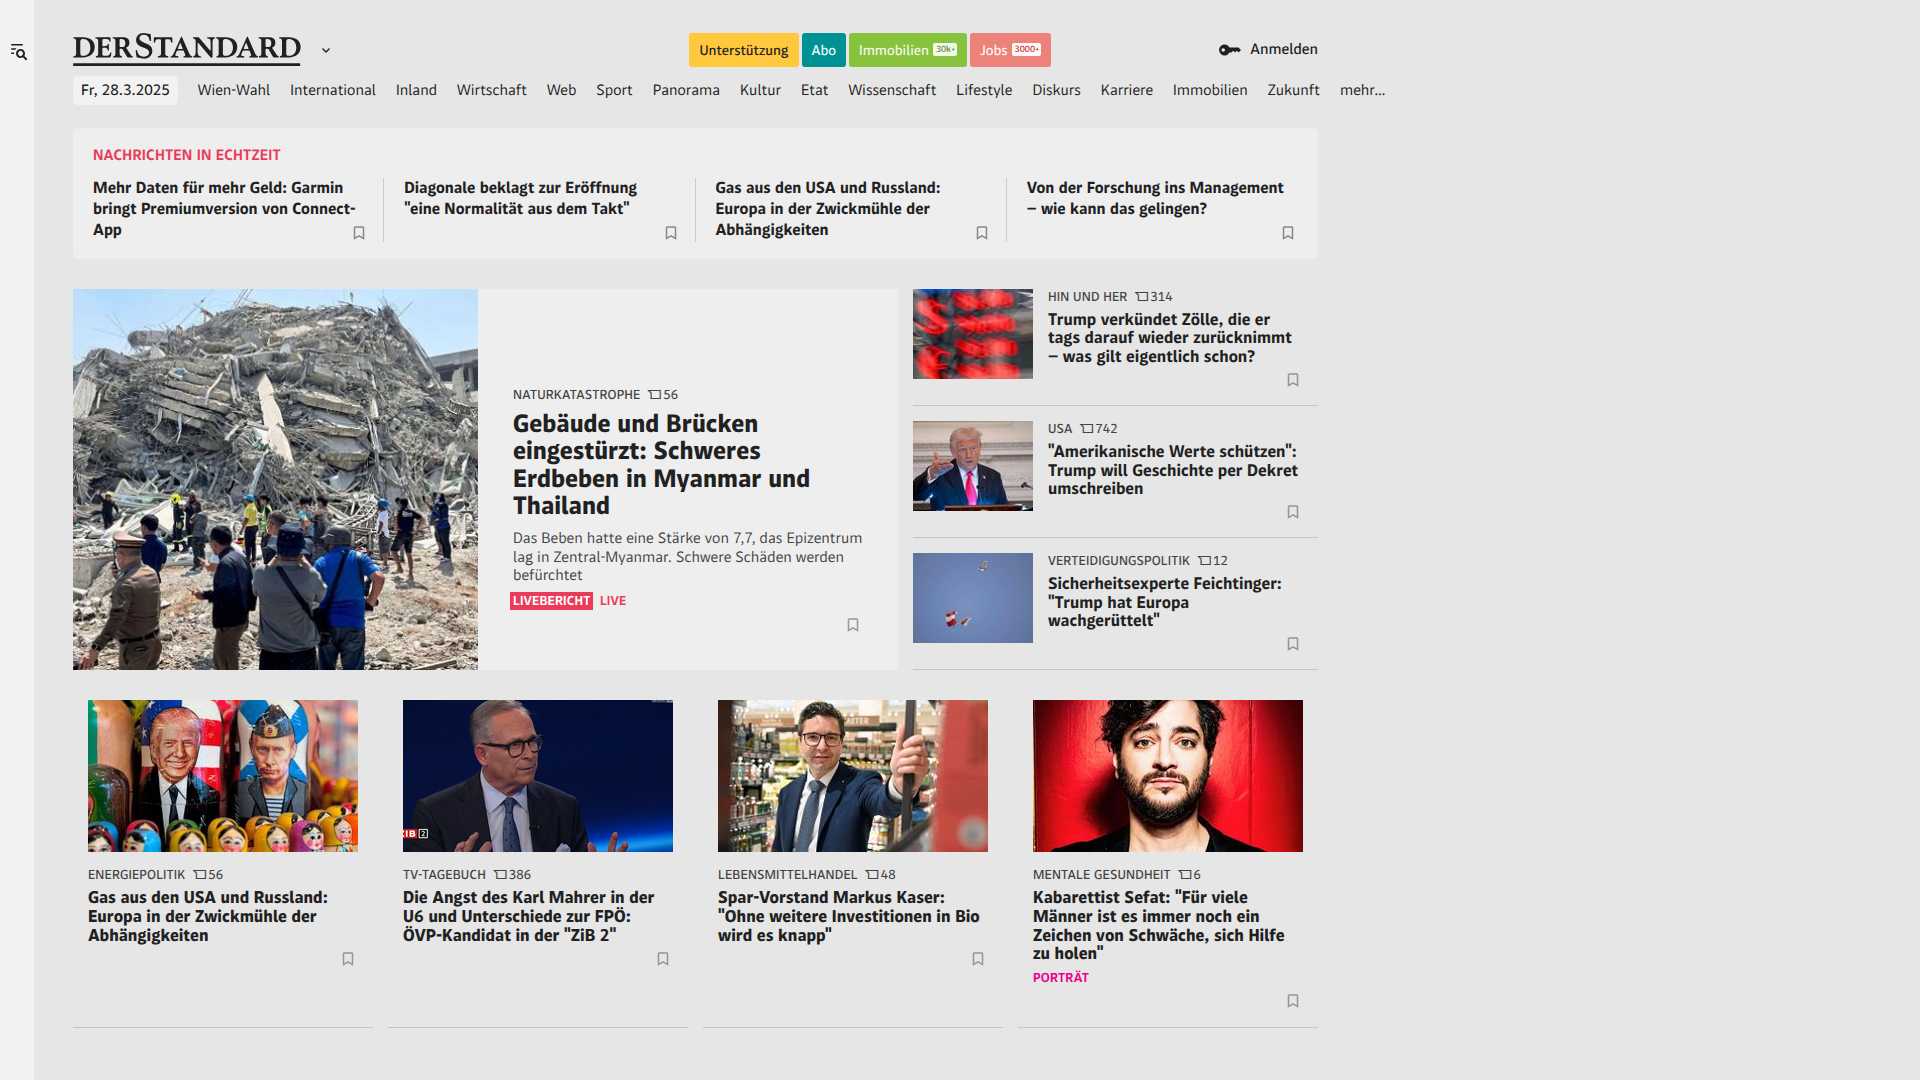 DERSTANDARD
Unterstützung
Abo
Immobilien 30k+
Jobs 3000+
Anmelden
Fr, 28.3.2025
Wien-Wahl
International
Inland
Wirtschaft
Web
Sport
Panorama
Kultur
Etat
Wissenschaft
Lifestyle
Diskurs
Karriere
Immobilien
Zukunft
mehr...
NACHRICHTEN IN ECHTZEIT
Mehr Daten für mehr Geld: Garmin
bringt Premiumversion von Connect-
App
Diagonale beklagt zur Eröffnung
"eine Normalität aus dem Takt"
Gas aus den USA und Russland:
Europa in der Zwickmühle der
Abhängigkeiten
Von der Forschung ins Management
– wie kann das gelingen?
NATURKATASTROPHE 56
Gebäude und Brücken
eingestürzt: Schweres
Erdbeben in Myanmar und
Thailand
Das Beben hatte eine Stärke von 7,7, das Epizentrum
lag in Zentral-Myanmar. Schwere Schäden werden
befürchtet
LIVEBERICHT LIVE
HIN UND HER 314
Trump verkündet Zölle, die er
tags darauf wieder zurücknimmt
– was gilt eigentlich schon?
USA 742
"Amerikanische Werte schützen":
Trump will Geschichte per Dekret
umschreiben
VERTEIDIGUNGSPOLITIK 12
Sicherheitsexperte Feichtinger:
"Trump hat Europa
wachgerüttelt"
ENERGIEPOLITIK 56
Gas aus den USA und Russland:
Europa in der Zwickmühle der
Abhängigkeiten
ZIB 2
TV-TAGEBUCH 386
Die Angst des Karl Mahrer in der
U6 und Unterschiede zur FPÖ:
ÖVP-Kandidat in der "ZiB 2"
LEBENSMITTELHANDEL 48
Spar-Vorstand Markus Kaser:
"Ohne weitere Investitionen in Bio
wird es knapp"
MENTALE GESUNDHEIT 6
Kabarettist Sefat: "Für viele
Männer ist es immer noch ein
Zeichen von Schwäche, sich Hilfe
zu holen"
PORTRÄT